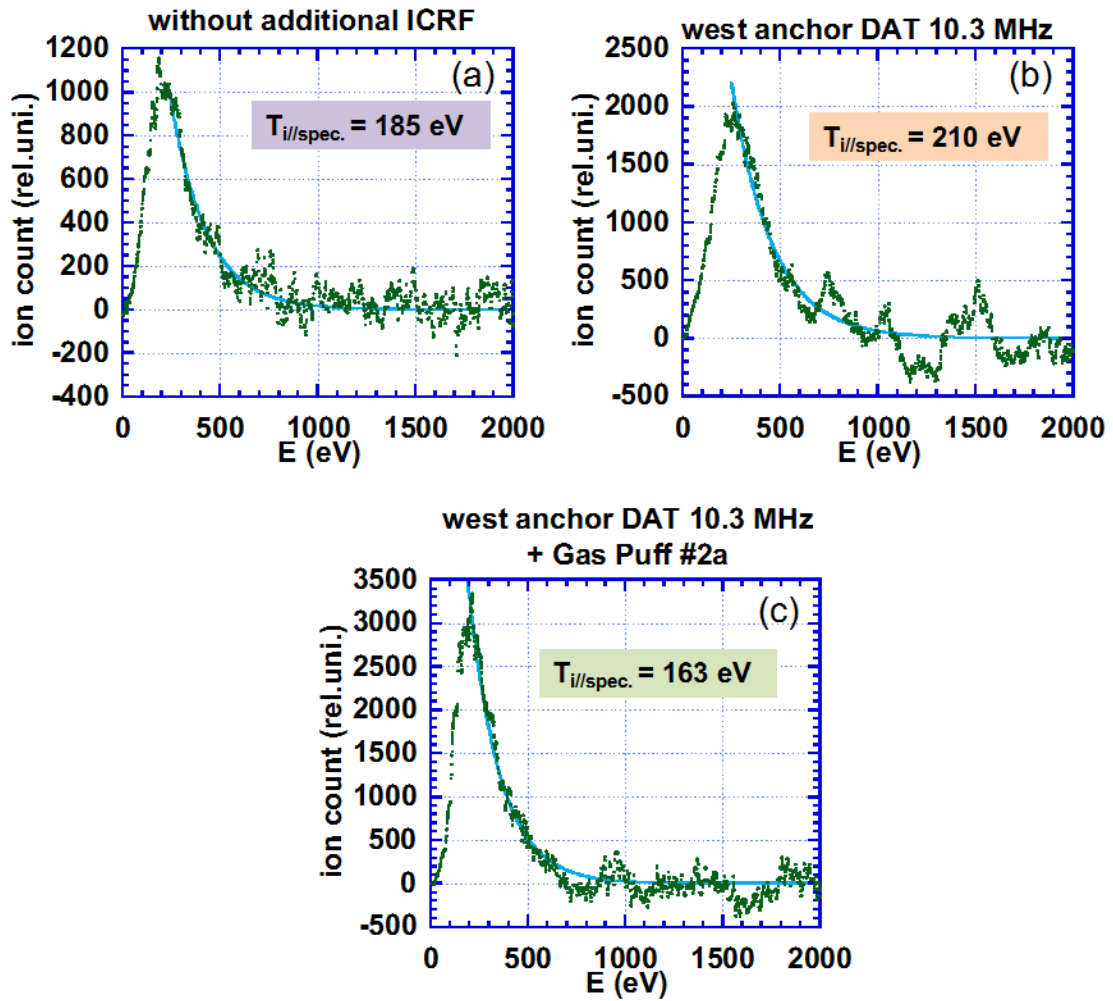 without additional ICRF
(a)
T_i//spec. = 185 eV
ion count (rel.uni.)
1200
1000
800
600
400
200
0
-200
-400
0 500 1000 1500 2000
E (eV)
west anchor DAT 10.3 MHz
(b)
T_i//spec. = 210 eV
ion count (rel.uni.)
2500
2000
1500
1000
500
0
-500
0 500 1000 1500 2000
E (eV)
west anchor DAT 10.3 MHz
+ Gas Puff #2a
(c)
T_i//spec. = 163 eV
ion count (rel.uni.)
3500
3000
2500
2000
1500
1000
500
0
-500
0 500 1000 1500 2000
E (eV)